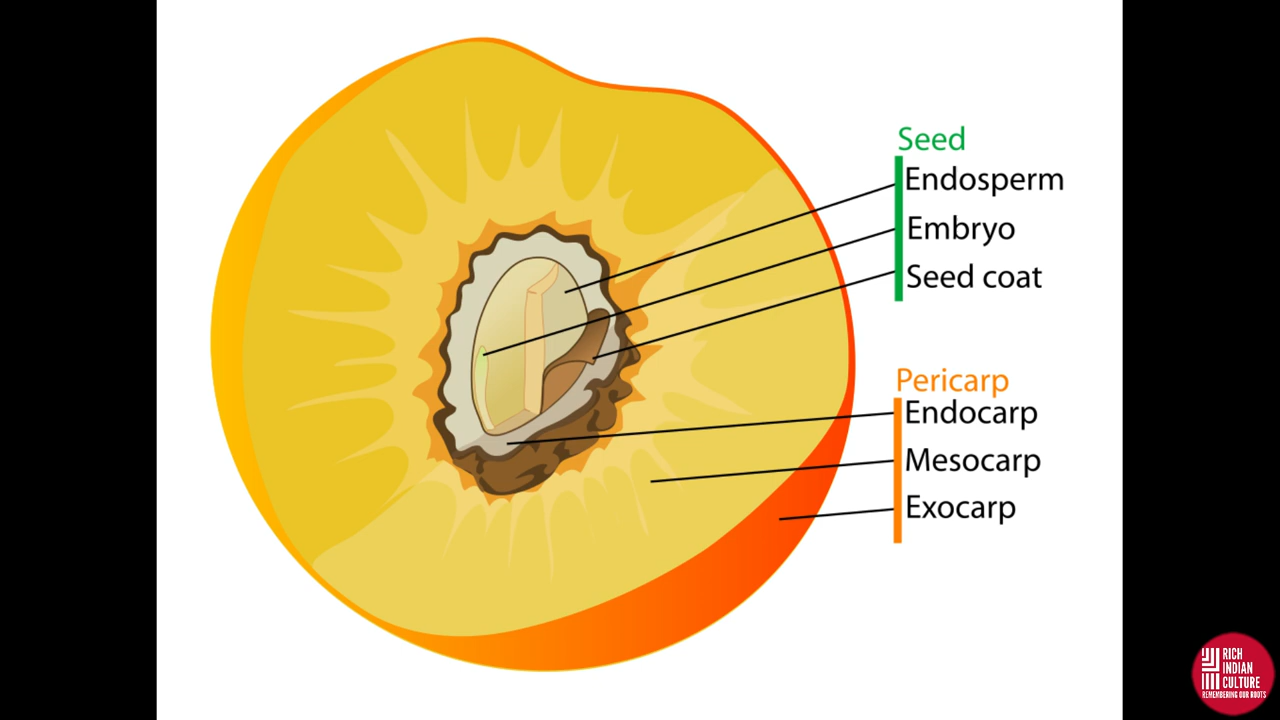 Seed
Endosperm
Embryo
Seed coat
Pericarp
Endocarp
Mesocarp
Exocarp
RICH
INDIAN
CULTURE
REMEMBERING OUR ROOTS